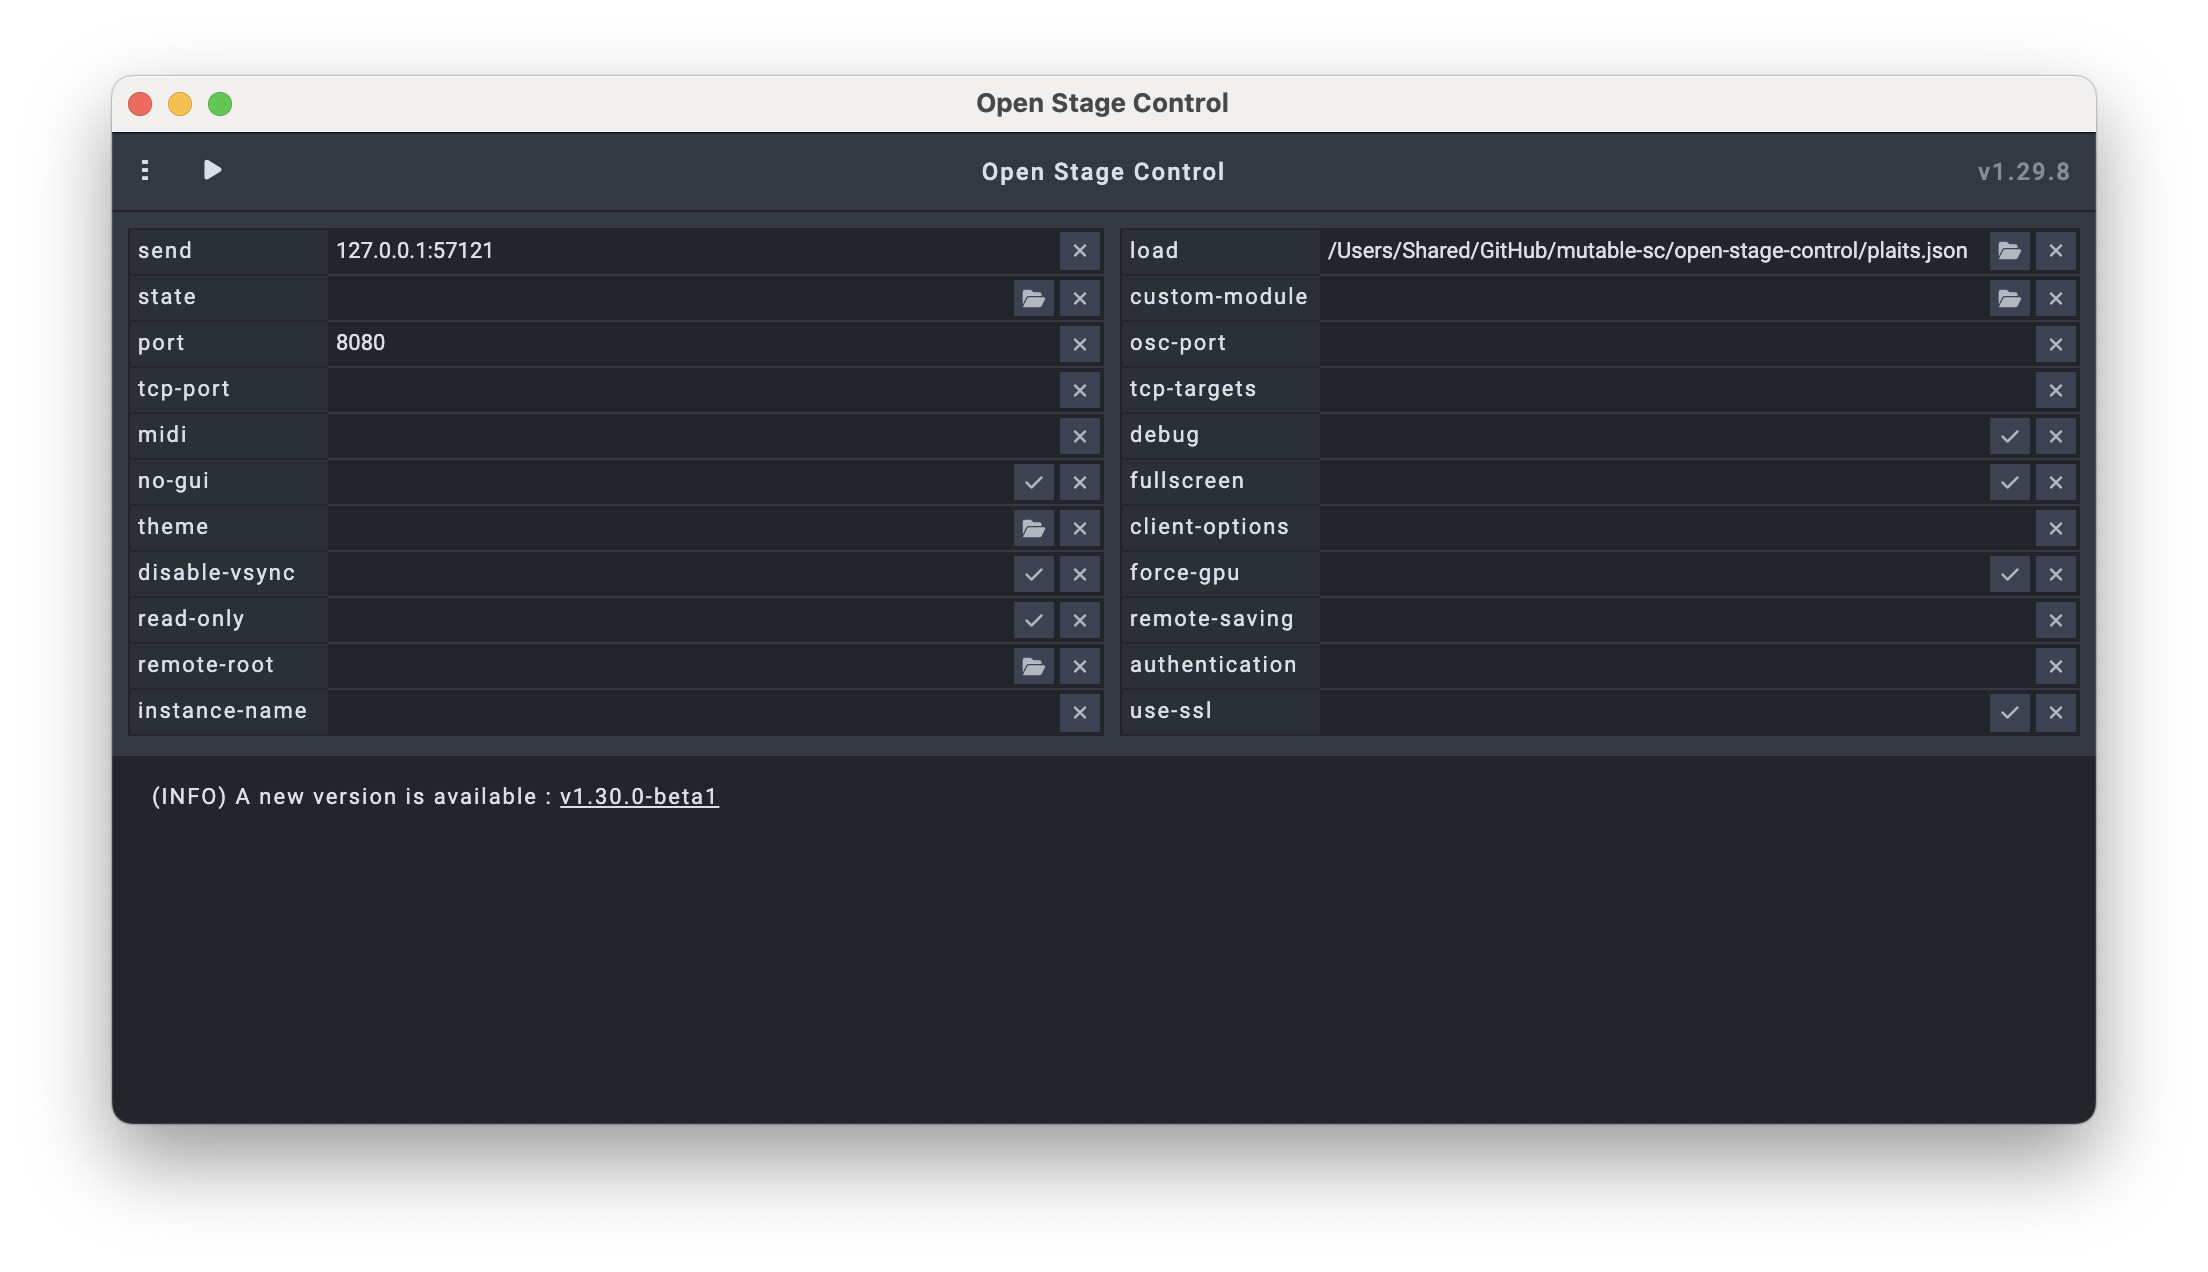 Open Stage Control
Open Stage Control
v1.29.8
send 127.0.0.1:57121
state
port 8080
tcp-port
midi
no-gui
theme
disable-vsync
read-only
remote-root
instance-name
load /Users/Shared/GitHub/mutable-sc/open-stage-control/plaits.json
custom-module
osc-port
tcp-targets
debug
fullscreen
client-options
force-gpu
remote-saving
authentication
use-ssl
(INFO) A new version is available : v1.30.0-beta1